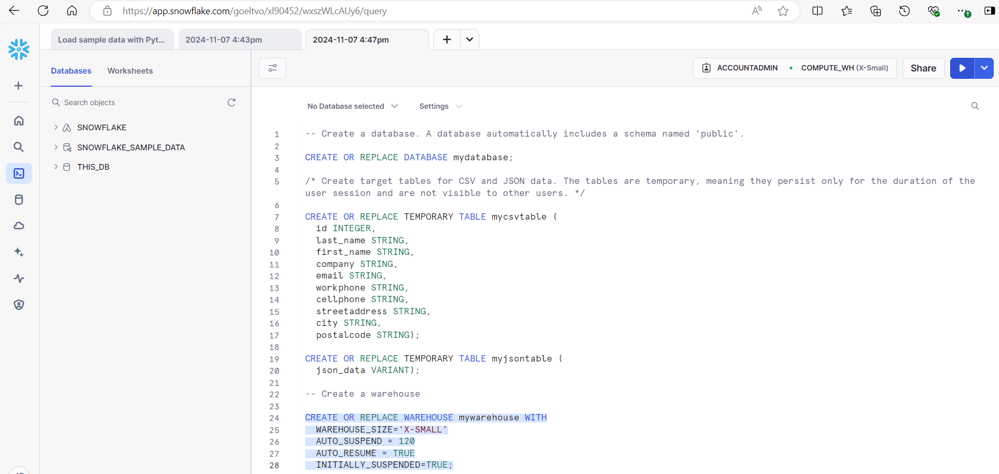 https://app.snowflake.com/goeltvo/xl90452/wxszWLcAUy6/query
Load sample data with Pyt...
2024-11-07 4:43pm
2024-11-07 4:47pm
Databases
Worksheets
ACCOUNTADMIN • COMPUTE_WH (X-Small)
Share
Search objects
SNOWFLAKE
SNOWFLAKE_SAMPLE_DATA
THIS_DB
No Database selected
Settings
1 -- Create a database. A database automatically includes a schema named 'public'.
2
3 CREATE OR REPLACE DATABASE mydatabase;
4
5 /* Create target tables for CSV and JSON data. The tables are temporary, meaning they persist only for the duration of the
user session and are not visible to other users. */
6
7 CREATE OR REPLACE TEMPORARY TABLE mycsvtable (
8 id INTEGER,
9 last_name STRING,
10 first_name STRING,
11 company STRING,
12 email STRING,
13 workphone STRING,
14 cellphone STRING,
15 streetaddress STRING,
16 city STRING,
17 postalcode STRING);
18
19 CREATE OR REPLACE TEMPORARY TABLE myjsontable (
20 json_data VARIANT);
21
22 -- Create a warehouse
23
24 CREATE OR REPLACE WAREHOUSE mywarehouse WITH
25 WAREHOUSE_SIZE='X-SMALL'
26 AUTO_SUSPEND = 120
27 AUTO_RESUME = TRUE
28 INITIALLY_SUSPENDED=TRUE;